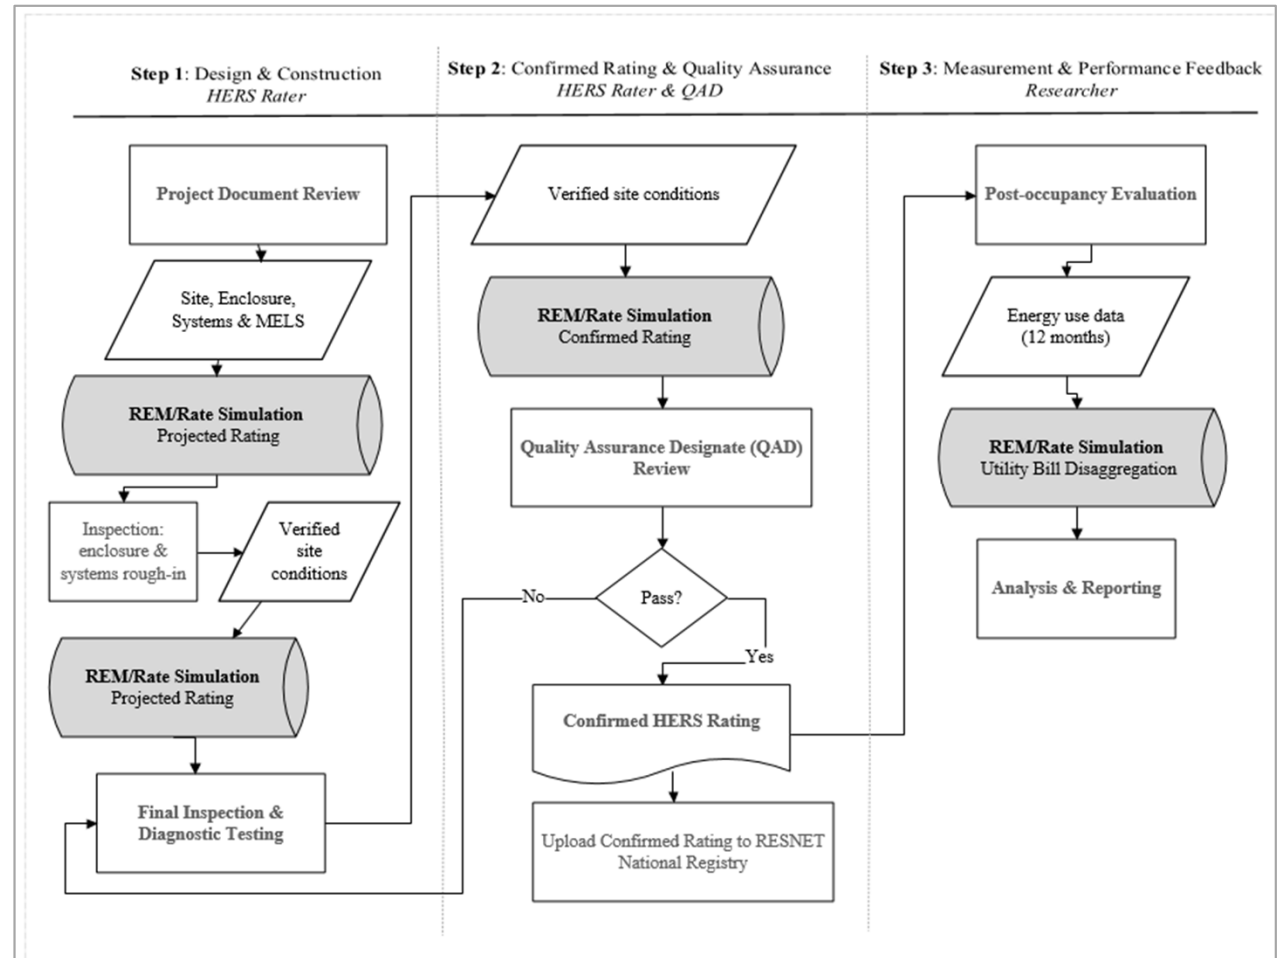 Step 1: Design & Construction
HERS Rater
Project Document Review
Site, Enclosure,
Systems & MELS
REM/Rate Simulation
Projected Rating
Inspection:
enclosure &
systems rough-in
Verified
site
conditions
REM/Rate Simulation
Projected Rating
Final Inspection &
Diagnostic Testing
Step 2: Confirmed Rating & Quality Assurance
HERS Rater & QAD
Verified site conditions
REM/Rate Simulation
Confirmed Rating
Quality Assurance Designate (QAD)
Review
Pass?
No
Yes
Confirmed HERS Rating
Upload Confirmed Rating to RESNET
National Registry
Step 3: Measurement & Performance Feedback
Researcher
Post-occupancy Evaluation
Energy use data
(12 months)
REM/Rate Simulation
Utility Bill Disaggregation
Analysis & Reporting